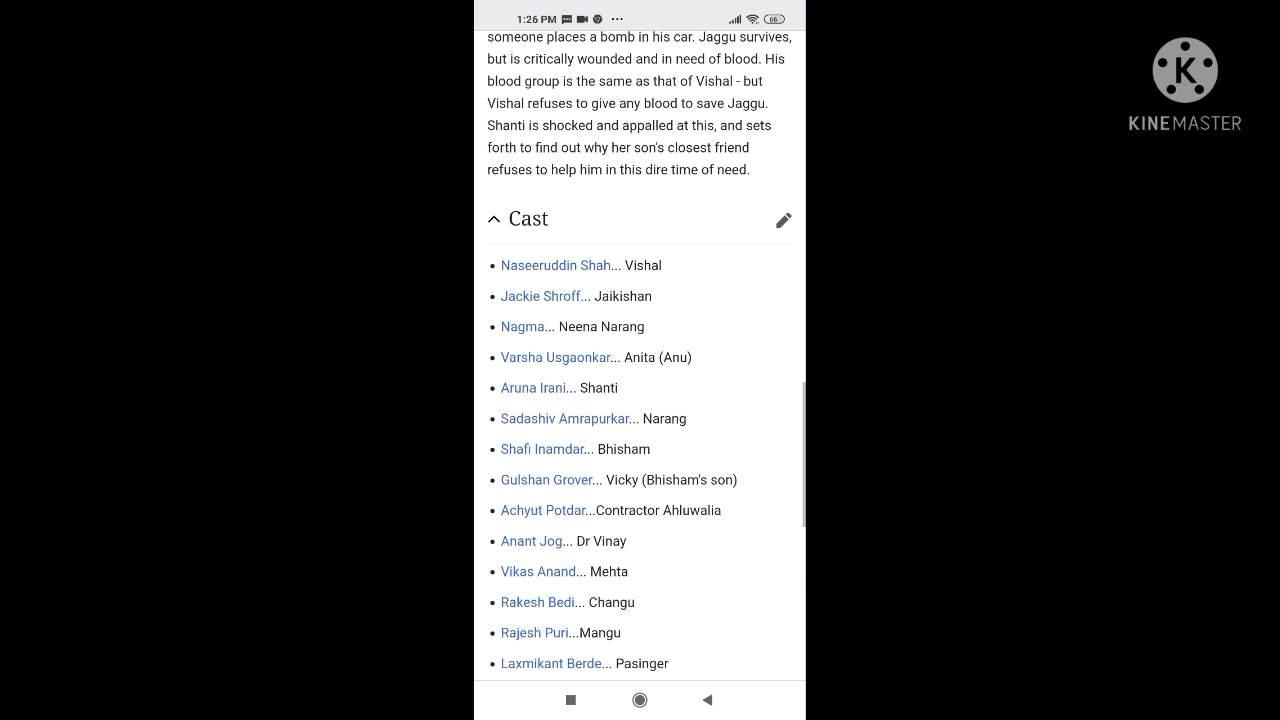 1:26 PM
66
someone places a bomb in his car. Jaggu survives,
but is critically wounded and in need of blood. His
blood group is the same as that of Vishal - but
Vishal refuses to give any blood to save Jaggu.
Shanti is shocked and appalled at this, and sets
forth to find out why her son's closest friend
refuses to help him in this dire time of need.
Cast
• Naseeruddin Shah... Vishal
• Jackie Shroff... Jaikishan
• Nagma... Neena Narang
• Varsha Usgaonkar... Anita (Anu)
• Aruna Irani... Shanti
• Sadashiv Amrapurkar... Narang
• Shafi Inamdar... Bhisham
• Gulshan Grover... Vicky (Bhisham's son)
• Achyut Potdar...Contractor Ahluwalia
• Anant Jog... Dr Vinay
• Vikas Anand... Mehta
• Rakesh Bedi... Changu
• Rajesh Puri...Mangu
• Laxmikant Berde... Pasinger
K
KINEMASTER